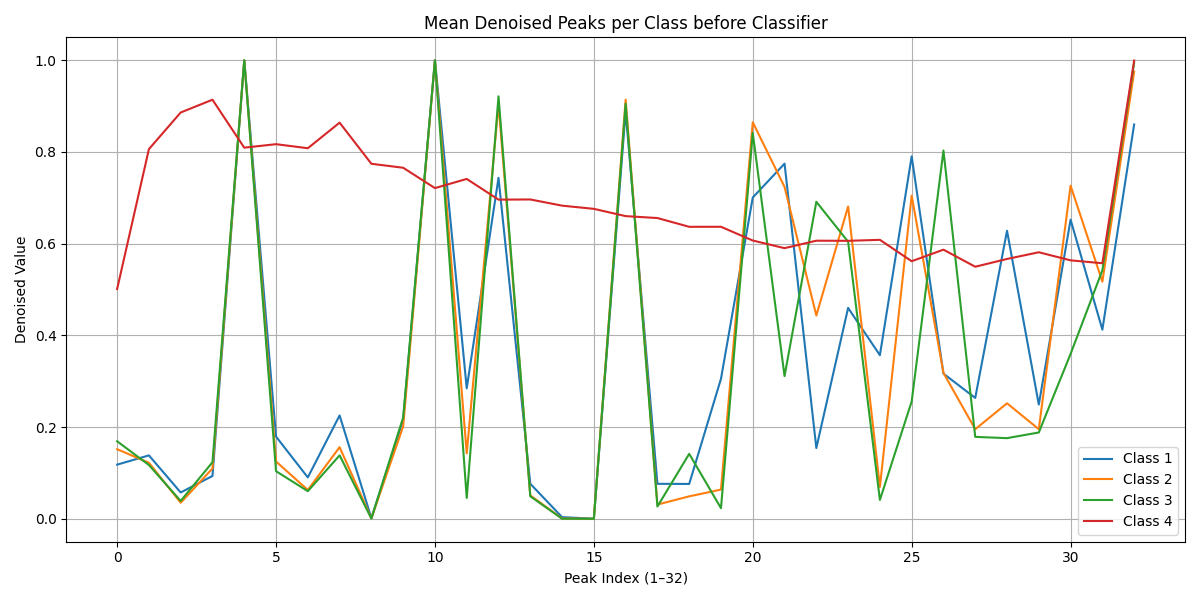 Mean Denoised Peaks per Class before Classifier
Denoised Value
1.0
0.8
0.6
0.4
0.2
0.0
0 5 10 15 20 25 30
Peak Index (1–32)
Class 1
Class 2
Class 3
Class 4